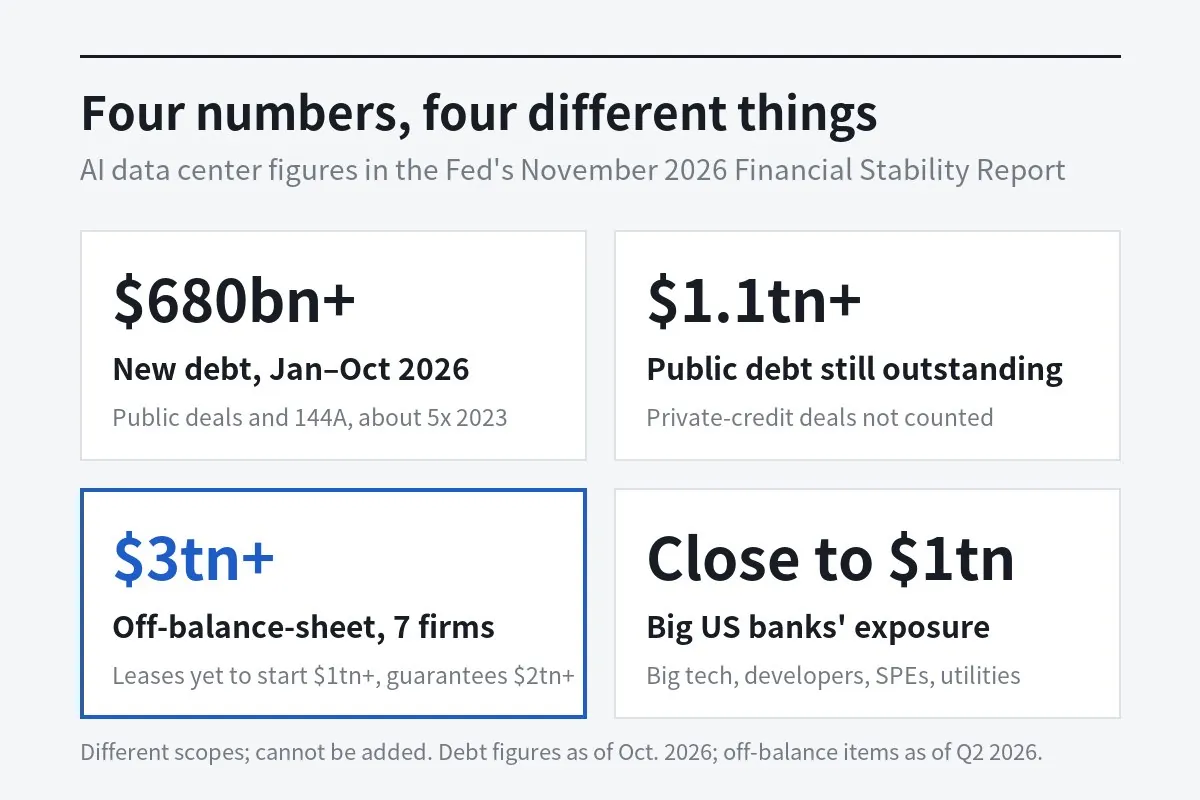 Four numbers, four different things
AI data center figures in the Fed's November 2026 Financial Stability Report
$680bn+
New debt, Jan–Oct 2026
Public deals and 144A, about 5x 2023
$1.1tn+
Public debt still outstanding
Private-credit deals not counted
$3tn+
Off-balance-sheet, 7 firms
Leases yet to start $1tn+, guarantees $2tn+
Close to $1tn
Big US banks' exposure
Big tech, developers, SPEs, utilities
Different scopes; cannot be added. Debt figures as of Oct. 2026; off-balance items as of Q2 2026.